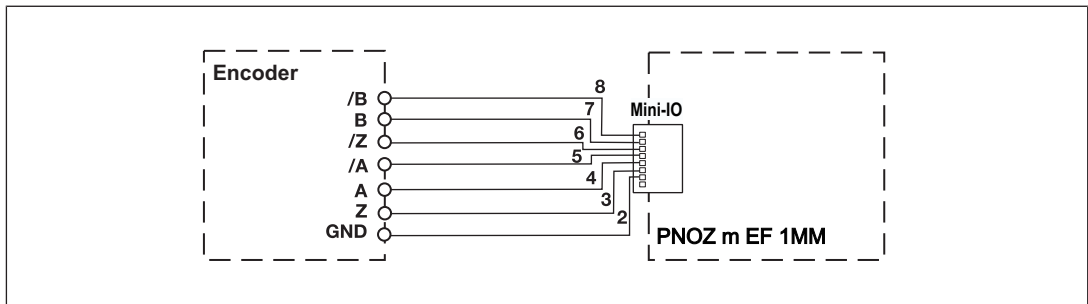 Encoder
/B
B
/Z
/A
A
Z
GND
8
7
6
5
4
3
2
Mini-IO
PNOZ m EF 1MM